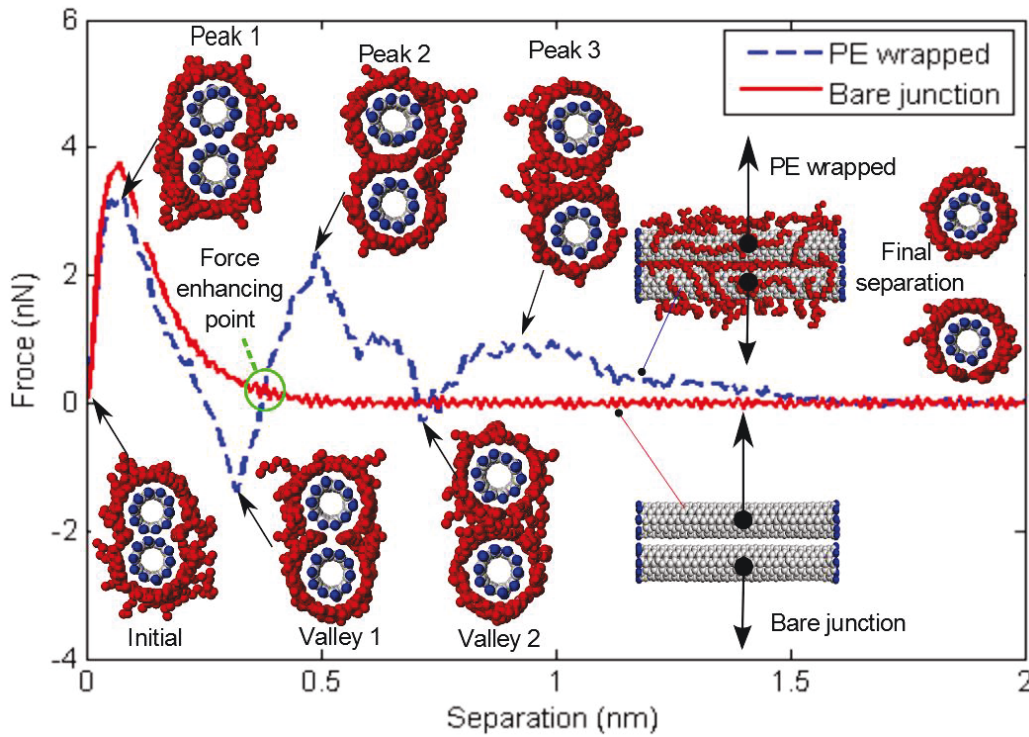 6
4
2
0
-2
-4
Froce (nN)
0
0.5
1
1.5
2
Separation (nm)
PE wrapped
Bare junction
Peak 1
Peak 2
Peak 3
Force
enhancing
point
PE wrapped
Final
separation
Initial
Valley 1
Valley 2
Bare junction